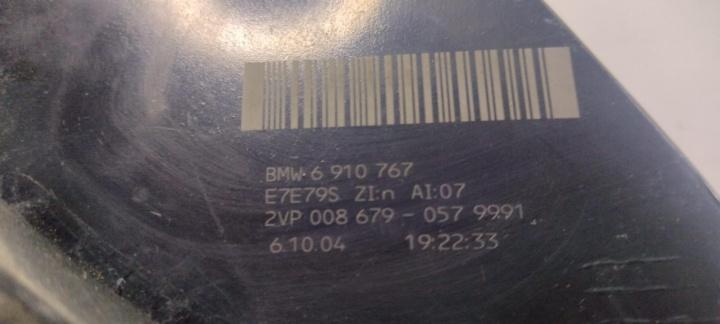 BMW 6 910 767
E7E79S ZI:n AI:07
2VP 008 679 - 057 9991
6.10.04 19:22:33